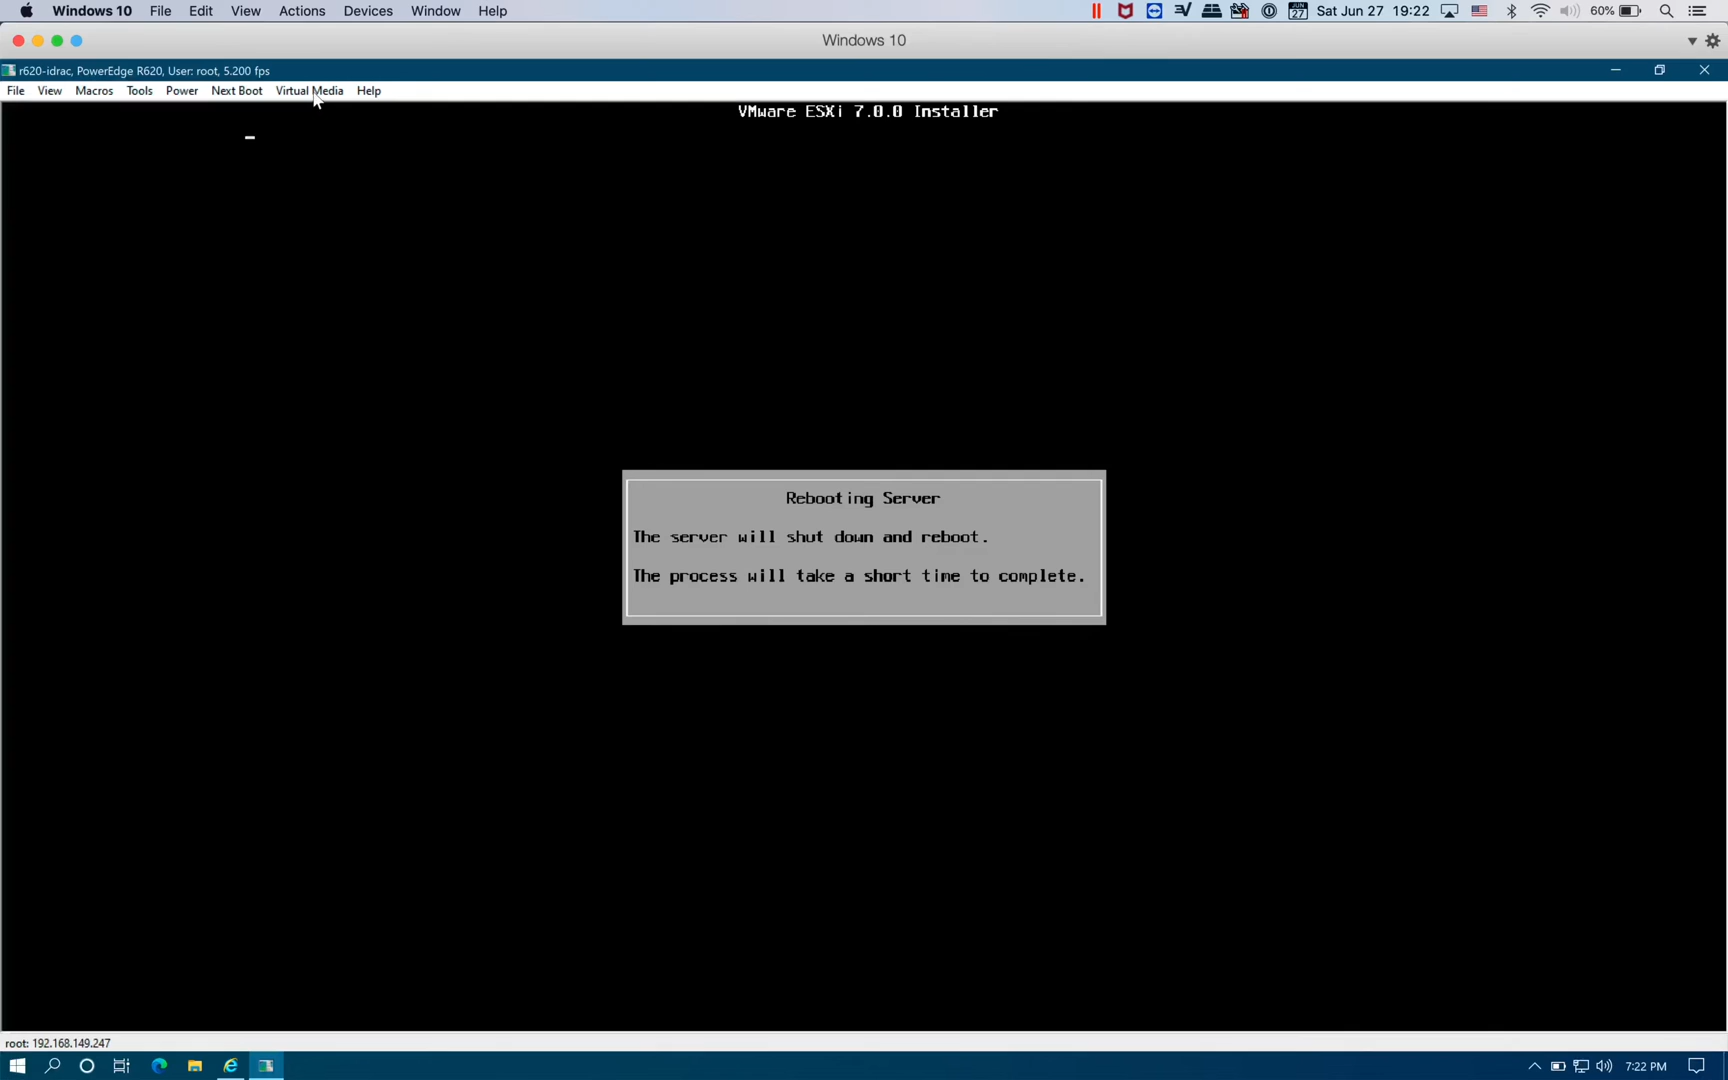 Windows 10 File Edit View Actions Devices Window Help JUN 27 Sat Jun 27 19:22 60%
Windows 10
r620-idrac, PowerEdge R620, User: root, 5.200 fps
File View Macros Tools Power Next Boot Virtual Media Help
VMware ESXi 7.0.0 Installer
Rebooting Server
The server will shut down and reboot.
The process will take a short time to complete.
root: 192.168.149.247
7:22 PM